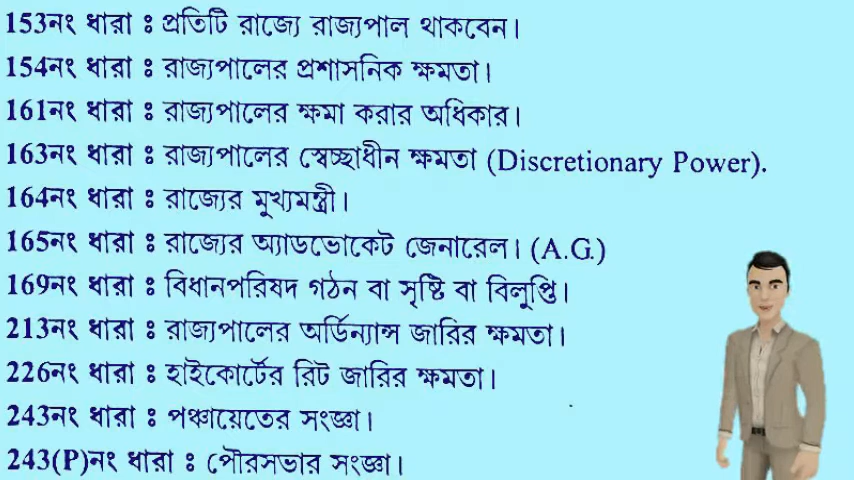 153নং ধারা ঃ প্রতিটি রাজ্যে রাজ্যপাল থাকবেন।
154নং ধারা ঃ রাজ্যপালের প্রশাসনিক ক্ষমতা।
161নং ধারা ঃ রাজ্যপালের ক্ষমা করার অধিকার।
163নং ধারা ঃ রাজ্যপালের স্বেচ্ছাধীন ক্ষমতা (Discretionary Power).
164নং ধারা ঃ রাজ্যের মুখ্যমন্ত্রী।
165নং ধারা ঃ রাজ্যের অ্যাডভোকেট জেনারেল। (A.G.)
169নং ধারা ঃ বিধানপরিষদ গঠন বা সৃষ্টি বা বিলুপ্তি।
213নং ধারা ঃ রাজ্যপালের অর্ডিন্যান্স জারির ক্ষমতা।
226নং ধারা ঃ হাইকোর্টের রিট জারির ক্ষমতা।
243নং ধারা ঃ পঞ্চায়েতের সংজ্ঞা।
243(P)নং ধারা ঃ পৌরসভার সংজ্ঞা।